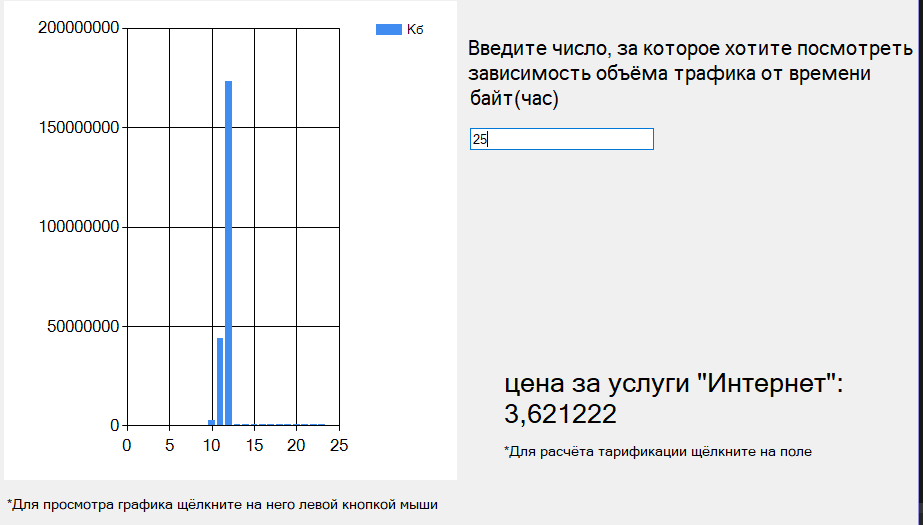 200000000
150000000
100000000
50000000
0
0 5 10 15 20 25
Кб
*Для просмотра графика щёлкните на него левой кнопкой мыши
Введите число, за которое хотите посмотреть
зависимость объёма трафика от времени
байт(час)
25
цена за услуги "Интернет":
3,621222
*Для расчёта тарификации щёлкните на поле